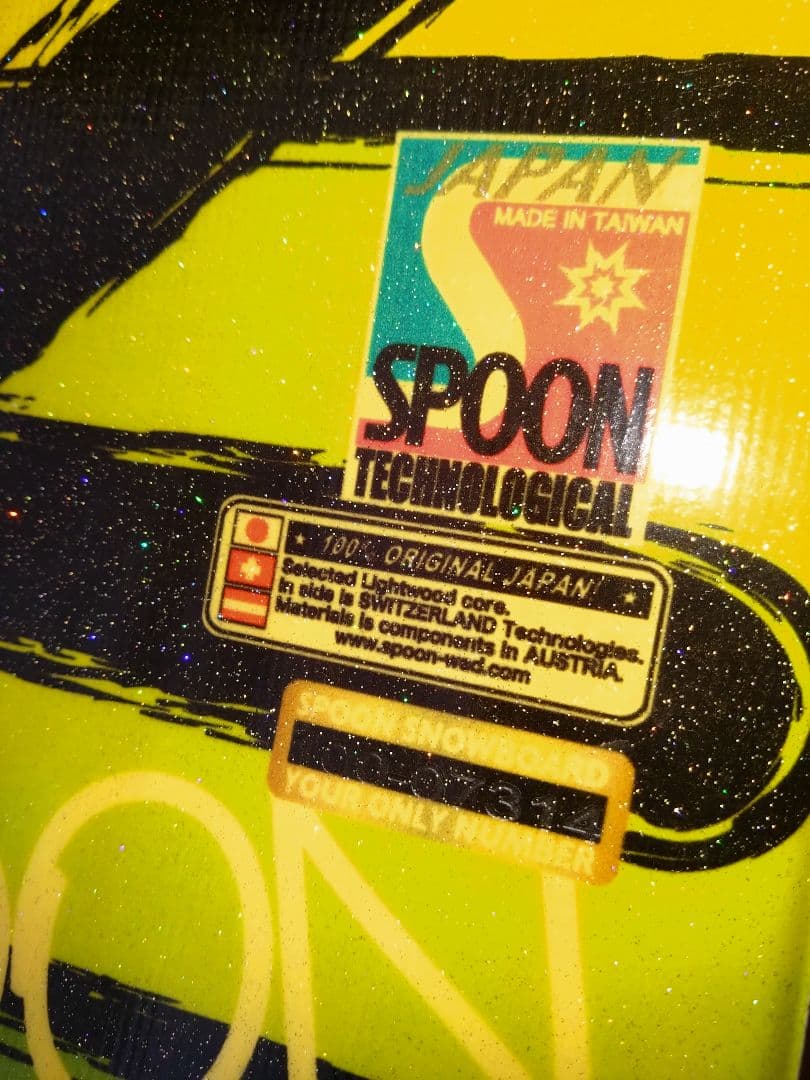 JAPAN
MADE IN TAIWAN
SPOON
TECHNOLOGICAL
100% ORIGINAL JAPAN!
Selected Lightwood core.
In side is SWITZERLAND Technologies.
Materials is components in AUSTRIA.
www.spoon-wed.com
SPOON SNOWBOARD
YOUR ONLY NUMBER
ON